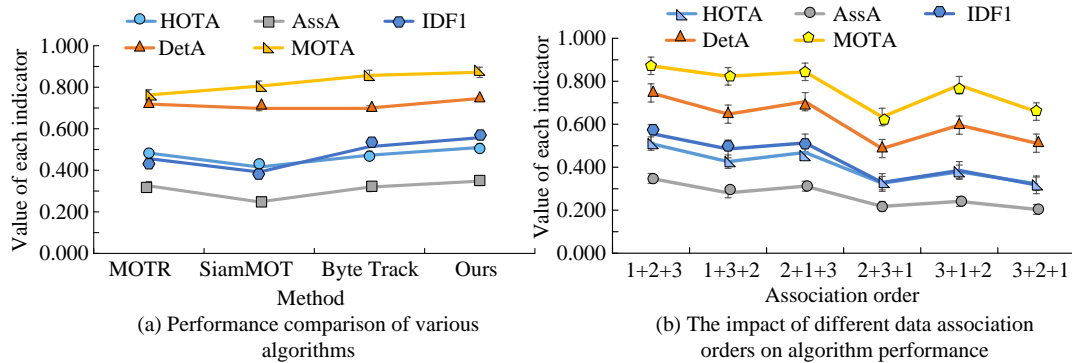 HOTA AssA IDF1
DetA MOTA
Value of each indicator
1.000
0.800
0.600
0.400
0.200
0.000
MOTR SiamMOT Byte Track Ours
Method
(a) Performance comparison of various
algorithms
HOTA AssA IDF1
DetA MOTA
Value of each indicator
1.000
0.800
0.600
0.400
0.200
0.000
1+2+3 1+3+2 2+1+3 2+3+1 3+1+2 3+2+1
Association order
(b) The impact of different data association
orders on algorithm performance